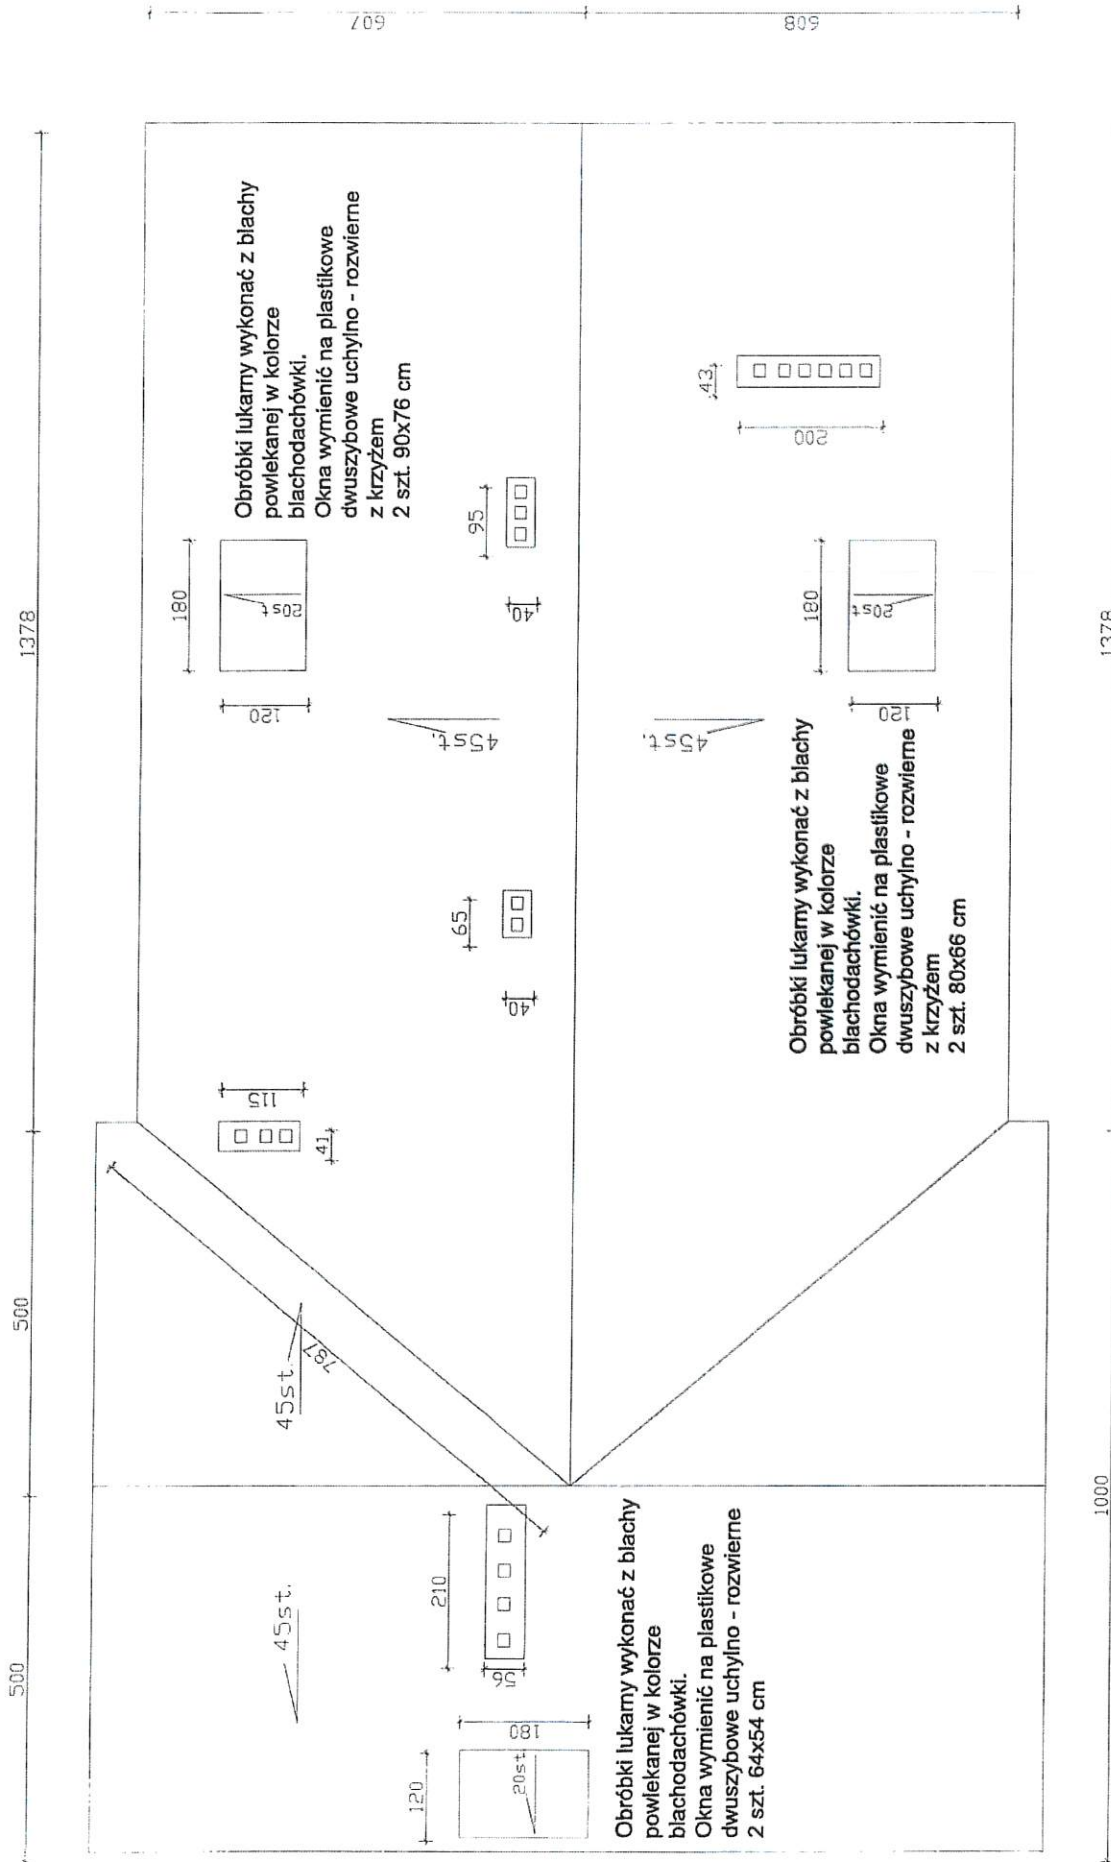 607
608
1378
500
500
Obróbki lukarny wykonać z blachy
powlekanej w kolorze
blachodachówki.
Okna wymienić na plastikowe
dwuszybowe uchylno - rozwierne
z krzyżem
2 szt. 90x76 cm
180
120
20st
95
40
43
200
180
120
20st
45st.
45st.
65
40
Obróbki lukarny wykonać z blachy
powlekanej w kolorze
blachodachówki.
Okna wymienić na plastikowe
dwuszybowe uchylno - rozwierne
z krzyżem
2 szt. 80x66 cm
115
41
45st.
787
45st.
210
56
180
120
20st.
Obróbki lukarny wykonać z blachy
powlekanej w kolorze
blachodachówki.
Okna wymienić na plastikowe
dwuszybowe uchylno - rozwierne
2 szt. 64x54 cm
1378
1000